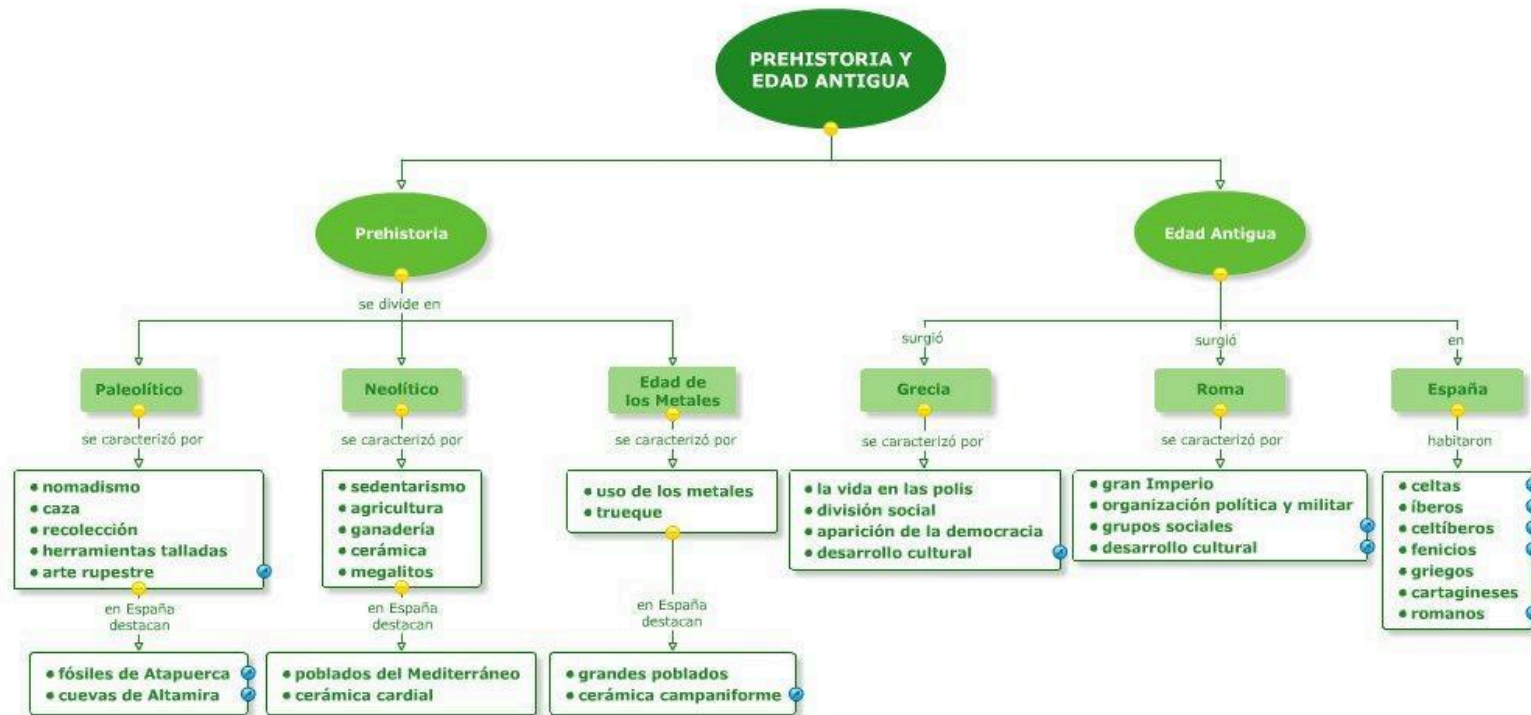 PREHISTORIA Y
EDAD ANTIGUA
Prehistoria
Edad Antigua
se divide en
surgió
surgió
en
Paleolítico
Neolítico
Edad de
los Metales
Grecia
Roma
España
se caracterizó por
se caracterizó por
se caracterizó por
se caracterizó por
se caracterizó por
habitaron
• nomadismo
• caza
• recolección
• herramientas talladas
• arte rupestre
• sedentarismo
• agricultura
• ganadería
• cerámica
• megalitos
• uso de los metales
• trueque
• la vida en las polis
• división social
• aparición de la democracia
• desarrollo cultural
• gran Imperio
• organización política y militar
• grupos sociales
• desarrollo cultural
• celtas
• íberos
• celtíberos
• fenicios
• griegos
• cartagineses
• romanos
en España
destacan
en España
destacan
en España
destacan
• fósiles de Atapuerca
• cuevas de Altamira
• poblados del Mediterráneo
• cerámica cardial
• grandes poblados
• cerámica campaniforme